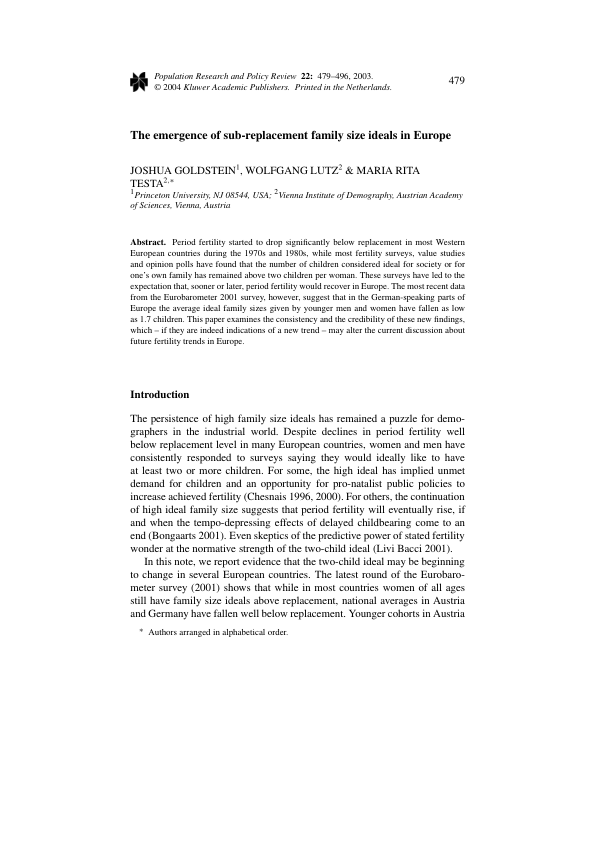 Population Research and Policy Review 22: 479–496, 2003.
© 2004 Kluwer Academic Publishers. Printed in the Netherlands.
479
The emergence of sub-replacement family size ideals in Europe
JOSHUA GOLDSTEIN1, WOLFGANG LUTZ2 & MARIA RITA
TESTA2,*
1Princeton University, NJ 08544, USA; 2Vienna Institute of Demography, Austrian Academy
of Sciences, Vienna, Austria
Abstract. Period fertility started to drop significantly below replacement in most Western
European countries during the 1970s and 1980s, while most fertility surveys, value studies
and opinion polls have found that the number of children considered ideal for society or for
one's own family has remained above two children per woman. These surveys have led to the
expectation that, sooner or later, period fertility would recover in Europe. The most recent data
from the Eurobarometer 2001 survey, however, suggest that in the German-speaking parts of
Europe the average ideal family sizes given by younger men and women have fallen as low
as 1.7 children. This paper examines the consistency and the credibility of these new findings,
which – if they are indeed indications of a new trend – may alter the current discussion about
future fertility trends in Europe.
Introduction
The persistence of high family size ideals has remained a puzzle for demo-
graphers in the industrial world. Despite declines in period fertility well
below replacement level in many European countries, women and men have
consistently responded to surveys saying they would ideally like to have
at least two or more children. For some, the high ideal has implied unmet
demand for children and an opportunity for pro-natalist public policies to
increase achieved fertility (Chesnais 1996, 2000). For others, the continuation
of high ideal family size suggests that period fertility will eventually rise, if
and when the tempo-depressing effects of delayed childbearing come to an
end (Bongaarts 2001). Even skeptics of the predictive power of stated fertility
wonder at the normative strength of the two-child ideal (Livi Bacci 2001).
In this note, we report evidence that the two-child ideal may be beginning
to change in several European countries. The latest round of the Eurobaro-
meter survey (2001) shows that while in most countries women of all ages
still have family size ideals above replacement, national averages in Austria
and Germany have fallen well below replacement. Younger cohorts in Austria
* Authors arranged in alphabetical order.